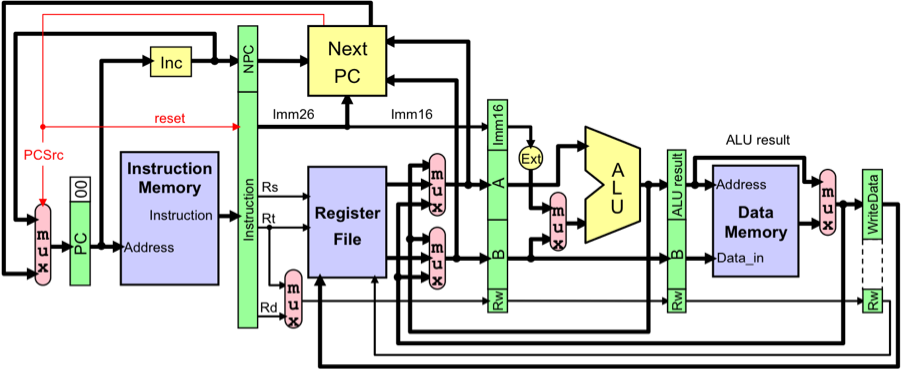 Inc
NPC
Next
PC
reset
Imm26
Imm16
Imm16
PCSrc
00
PC
Instruction
Memory
Instruction
Address
Instruction
Rs
Rt
Rd
Register
File
m
u
x
m
u
x
m
u
x
m
u
x
A
B
Rw
Ext
m
u
x
A
L
U
ALU result
B
Rw
ALU result
Address
Data
Memory
Data_in
m
u
x
WriteData
Rw